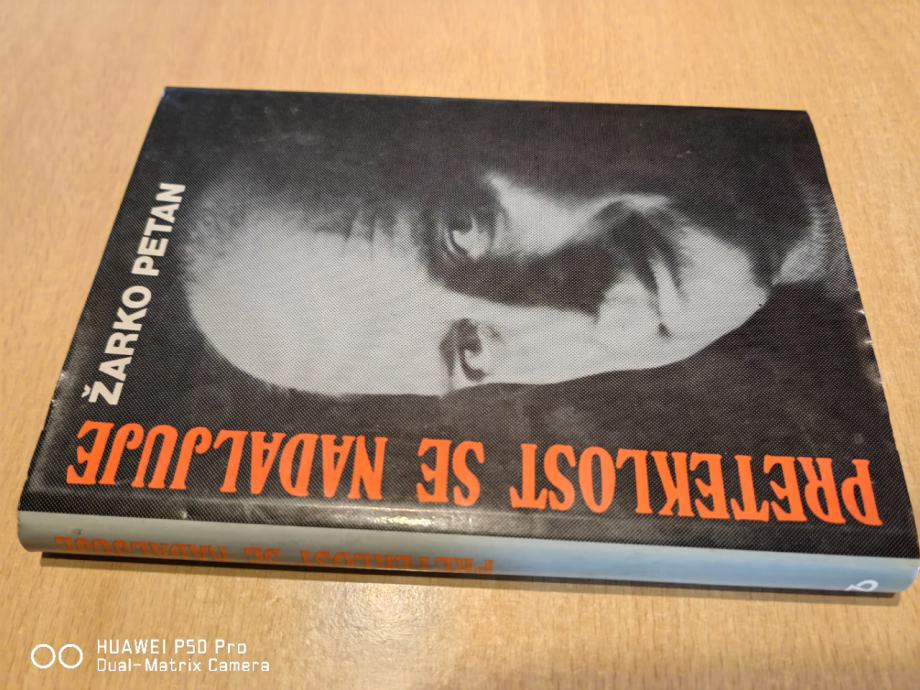 ŽARKO PETAN
PRETEKLOST SE NADALJUJE
PRETEKLOST SE NADALJUJE
HUAWEI P50 Pro
Dual-Matrix Camera